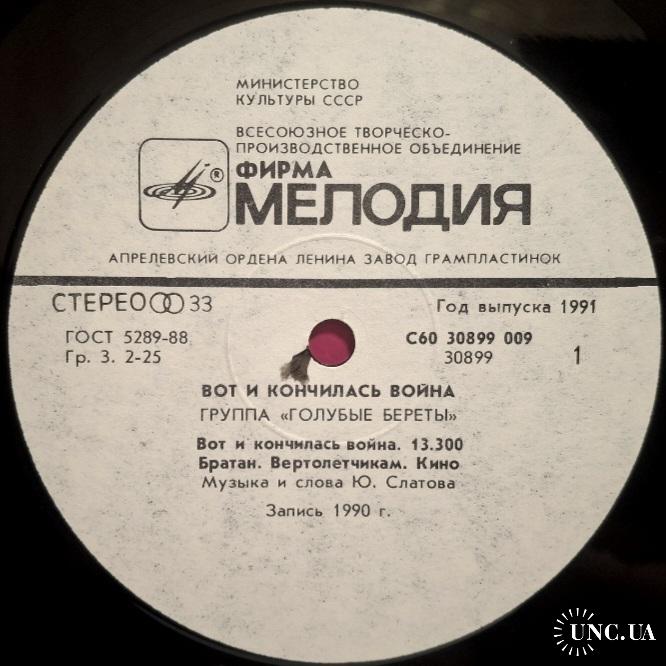 МИНИСТЕРСТВО
КУЛЬТУРЫ СССР
ВСЕСОЮЗНОЕ ТВОРЧЕСКО-
ПРОИЗВОДСТВЕННОЕ ОБЪЕДИНЕНИЕ
ФИРМА
®
МЕЛОДИЯ
АПРЕЛЕВСКИЙ ОРДЕНА ЛЕНИНА ЗАВОД ГРАМПЛАСТИНОК
СТЕРЕО 33
Год выпуска 1991
ГОСТ 5289-88
С60 30899 009
Гр. 3. 2-25
30899
1
ВОТ И КОНЧИЛАСЬ ВОЙНА
ГРУППА «ГОЛУБЫЕ БЕРЕТЫ»
Вот и кончилась война. 13.300
Братан. Вертолетчикам. Кино
Музыка и слова Ю. Слатова
Запись 1990 г.
UNC.UA